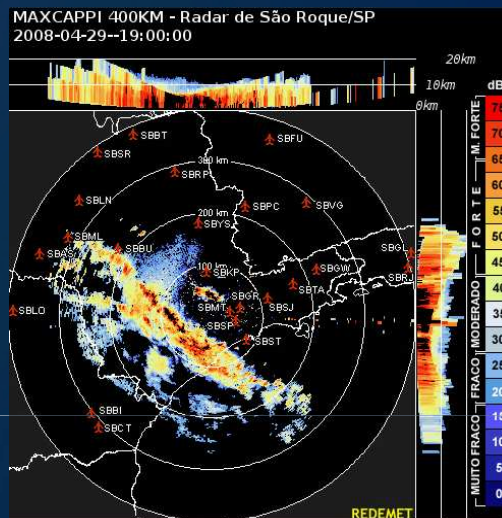 MAXCAPPI 400KM - Radar de São Roque/SP
2008-04-29--19:00:00
20km
10km
0km
dB
SBBT
SBFU
SBSR
300 km
SBRP
SBLN
SBPC
SBVG
200 km
SBYS
SBML
SBBU
SBAS
SBGL
100 km
SBKP
SBGW
SBRJ
SBTA
SBGR
SBSJ
SBMT
SBLO
SBSP
SBST
SBBI
SBCT
REDEMET
M. FORTE
FORTE
MODERADO
FRACO
MUITO FRACO
75
70
65
60
55
50
45
40
35
30
25
20
15
10
5
0